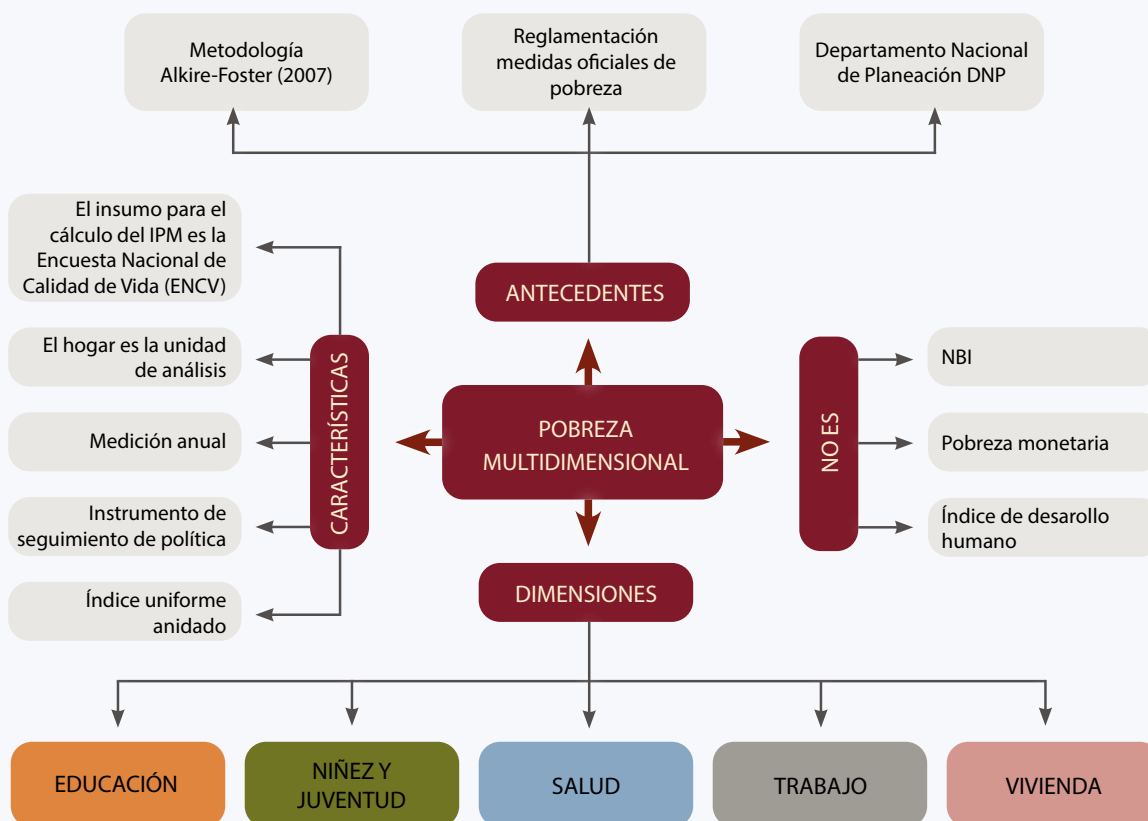 Metodología
Alkire-Foster (2007)
Reglamentación
medidas oficiales de
pobreza
Departamento Nacional
de Planeación DNP
El insumo para el
cálculo del IPM es la
Encuesta Nacional de
Calidad de Vida (ENCV)
El hogar es la unidad
de análisis
Medición anual
Instrumento de
seguimiento de política
Índice uniforme
anidado
CARACTERÍSTICAS
ANTECEDENTES
POBREZA
MULTIDIMENSIONAL
DIMENSIONES
NO ES
NBI
Pobreza monetaria
Índice de desarollo
humano
EDUCACIÓN
NIÑEZ Y
JUVENTUD
SALUD
TRABAJO
VIVIENDA